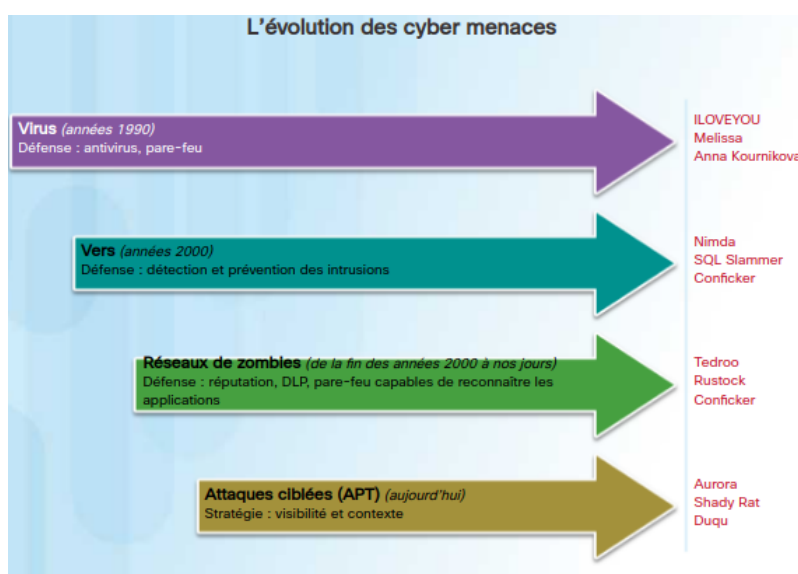 L'évolution des cyber menaces
Virus (années 1990)
Défense : antivirus, pare-feu
ILOVEYOU
Melissa
Anna Kournikova
Vers (années 2000)
Défense : détection et prévention des intrusions
Nimda
SQL Slammer
Conficker
Réseaux de zombies (de la fin des années 2000 à nos jours)
Défense : réputation, DLP, pare-feu capables de reconnaître les
applications
Tedroo
Rustock
Conficker
Attaques ciblées (APT) (aujourd'hui)
Stratégie : visibilité et contexte
Aurora
Shady Rat
Duqu